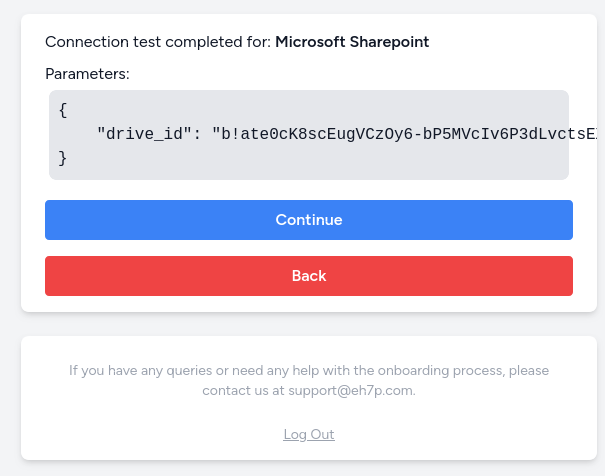 Connection test completed for: Microsoft Sharepoint
Parameters:
{
    "drive_id": "b!ate0cK8scEugVCzOy6-bP5MVcIv6P3dLvctsE
}
Continue
Back
If you have any queries or need any help with the onboarding process, please
contact us at support@eh7p.com.
Log Out